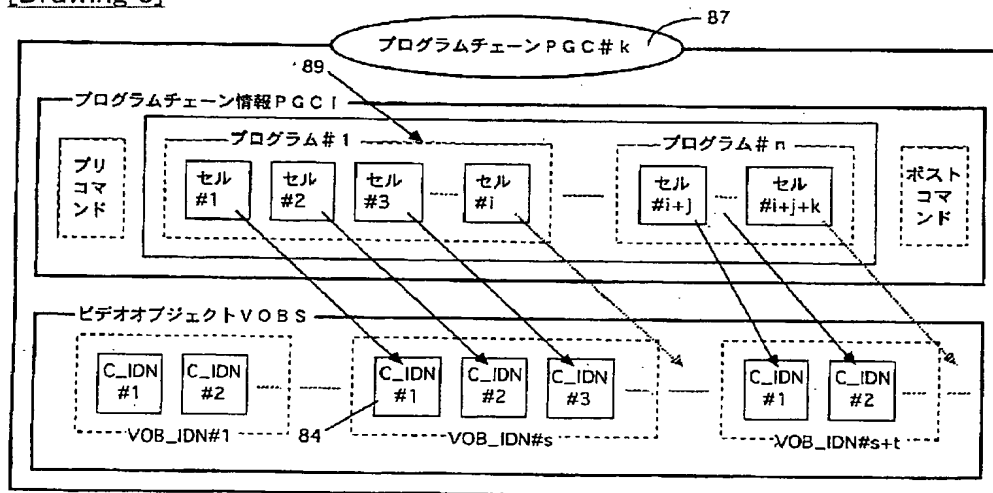 [Drawing 6]
87
プログラムチェーンPGC#k
89
プログラムチェーン情報PGCI
プログラム#1
プログラム#n
プリ
コマ
ンド
セル
#1
セル
#2
セル
#3
セル
#i
セル
#i+j
セル
#i+j+k
ポスト
コマ
ンド
ビデオオブジェクトVOBS
C_IDN
#1
C_IDN
#2
C_IDN
#1
C_IDN
#2
C_IDN
#3
C_IDN
#1
C_IDN
#2
VOB_IDN#1
84
VOB_IDN#s
VOB_IDN#s+t